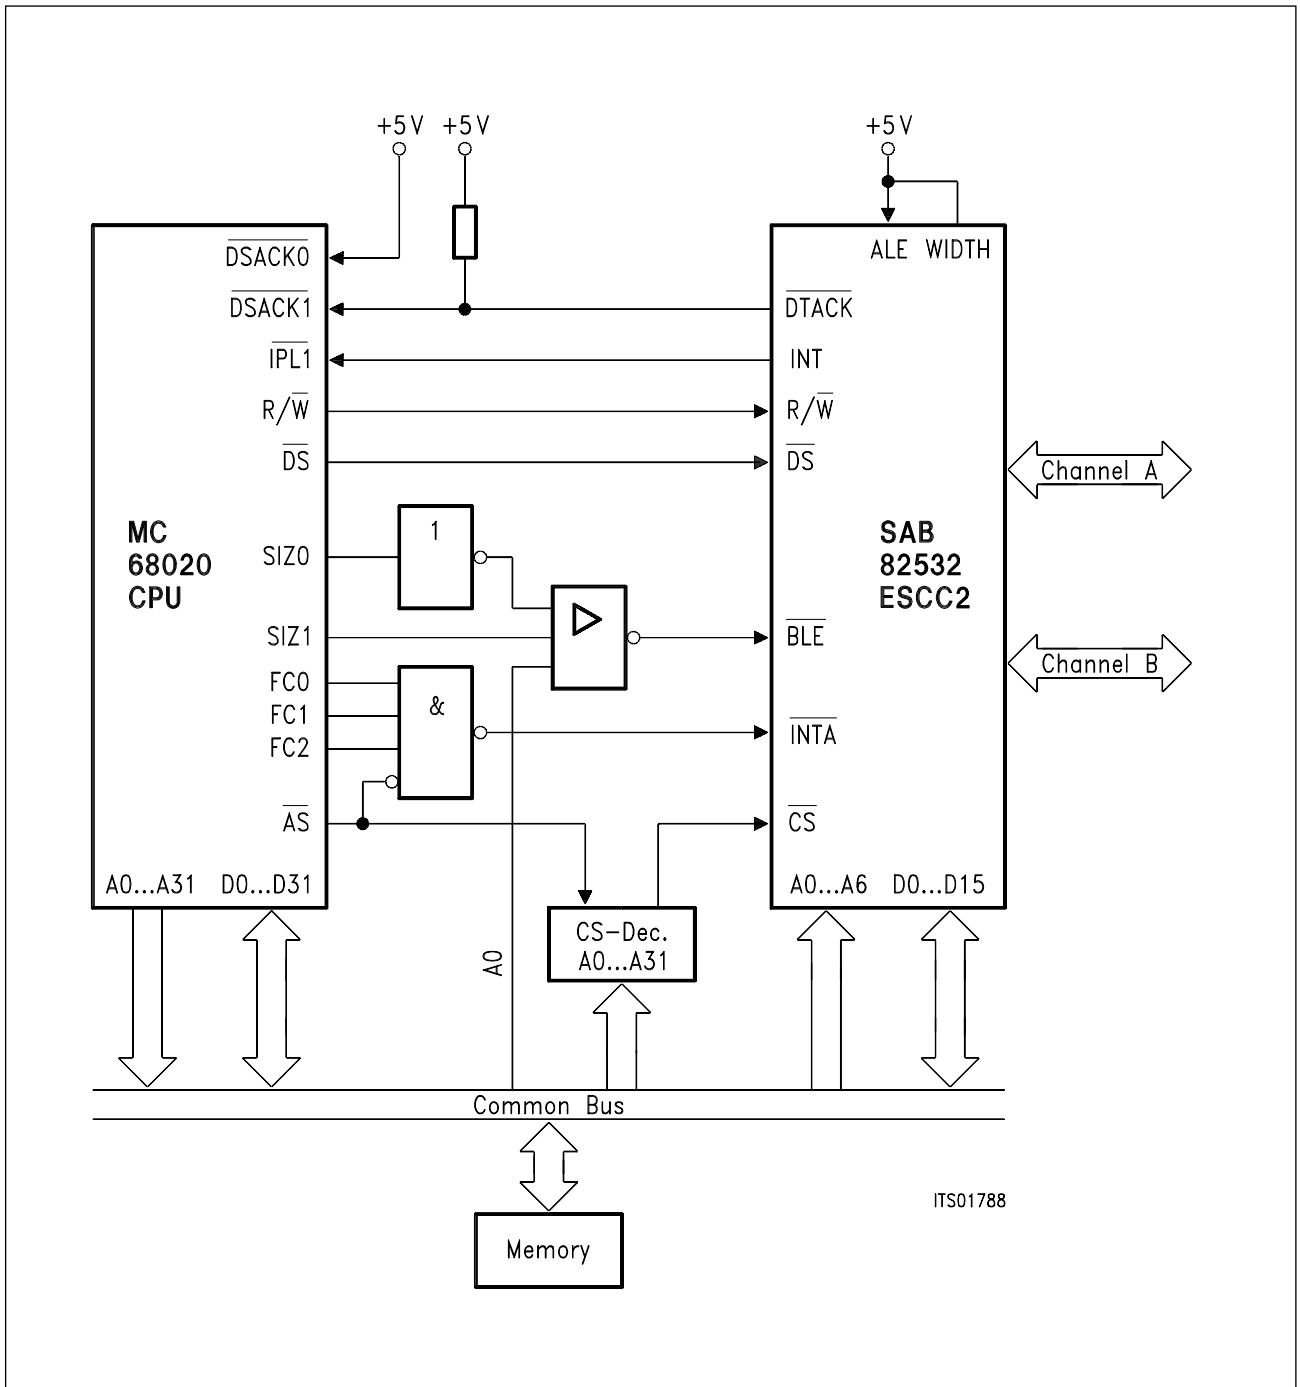 +5V +5V +5V
DSACK0
DSACK1
IPL1
R/W
DS
MC
68020
CPU
SIZ0
SIZ1
FC0
FC1
FC2
AS
A0...A31 D0...D31
1
&
ALE WIDTH
DTACK
INT
R/W
DS
SAB
82532
ESCC2
BLE
INTA
CS
A0...A6 D0...D15
Channel A
Channel B
CS-Dec.
A0...A31
A0
Common Bus
Memory
ITS01788